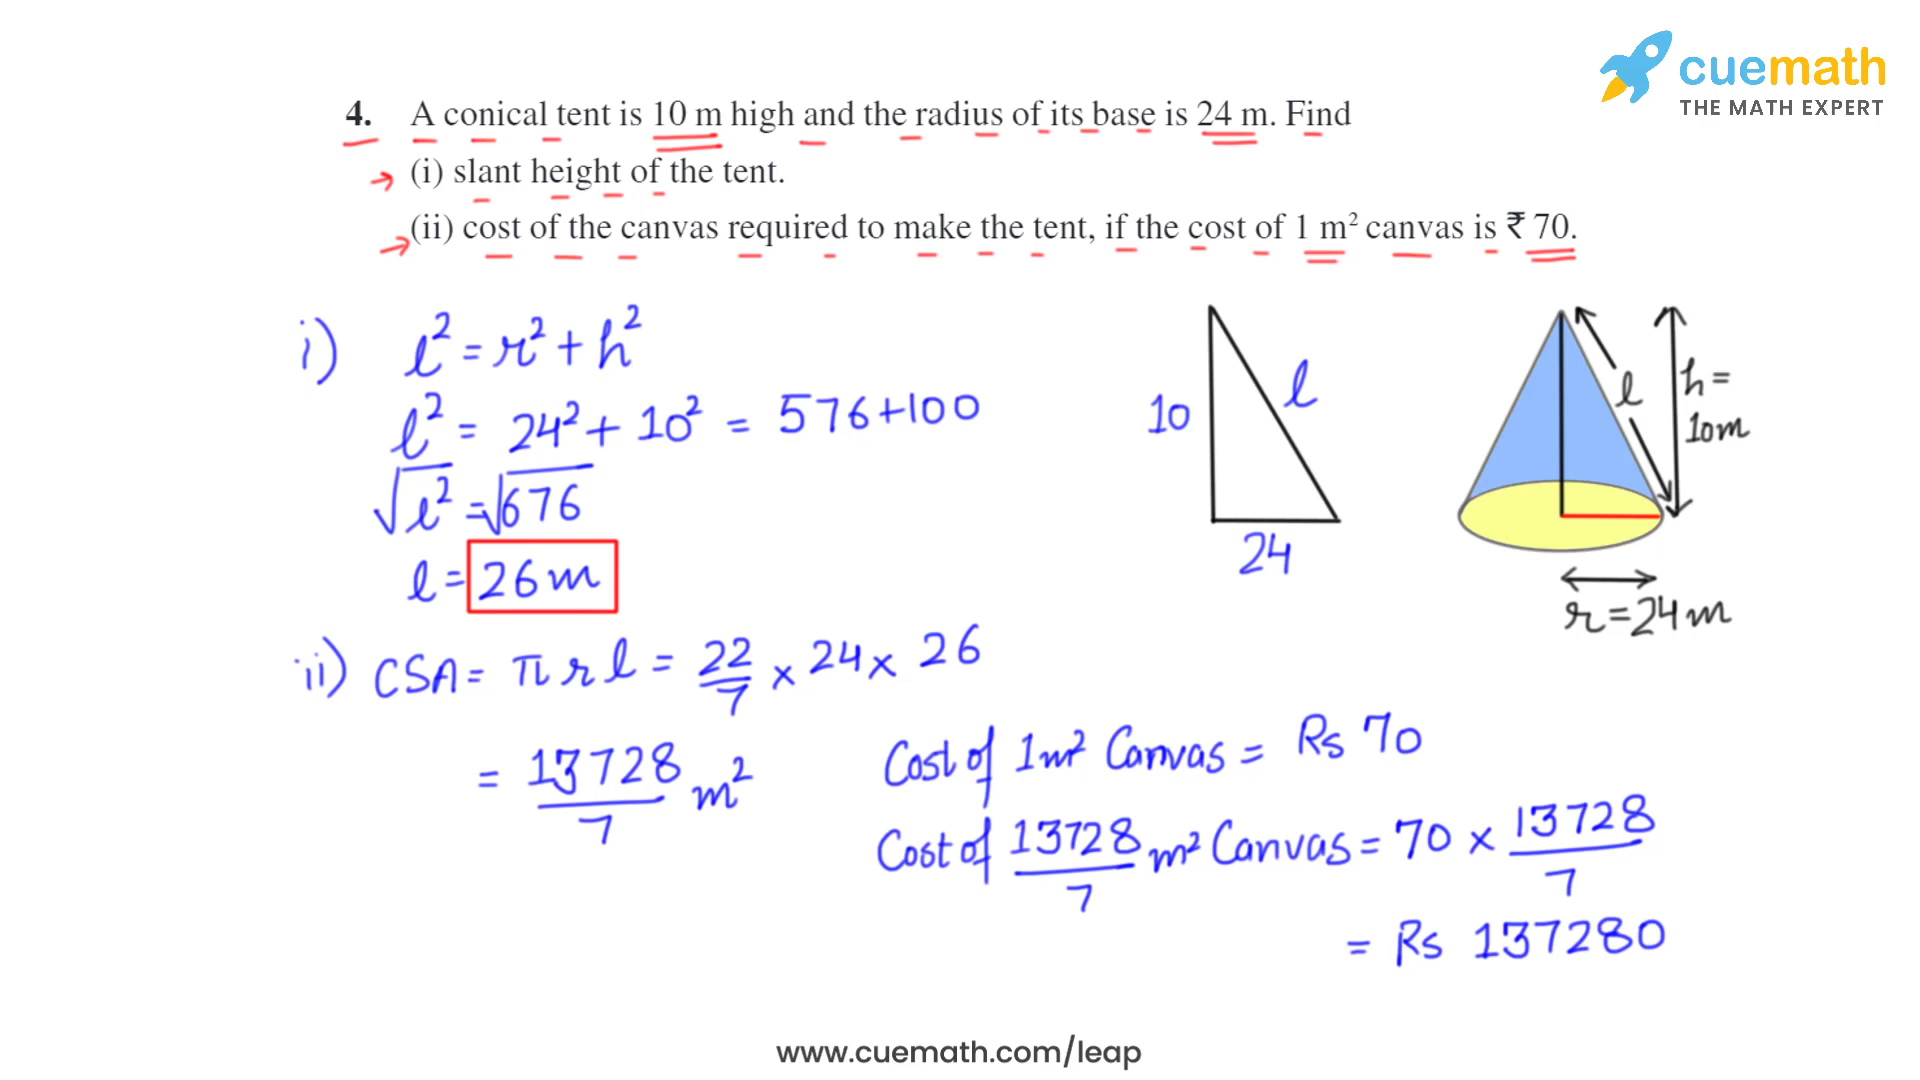 cuemath
THE MATH EXPERT
4. A conical tent is 10 m high and the radius of its base is 24 m. Find
(i) slant height of the tent.
(ii) cost of the canvas required to make the tent, if the cost of 1 m² canvas is ₹ 70.
i) l² = r² + h²
l² = 24² + 10² = 576+100
√l² = √676
l = 26m
10
l
24
l
h =
10m
r = 24m
ii) CSA = π r l = 22/7 × 24 × 26
= 13728/7 m²
Cost of 1m² Canvas = Rs 70
Cost of 13728/7 m² Canvas = 70 × 13728/7
= Rs 137280
www.cuemath.com/leap